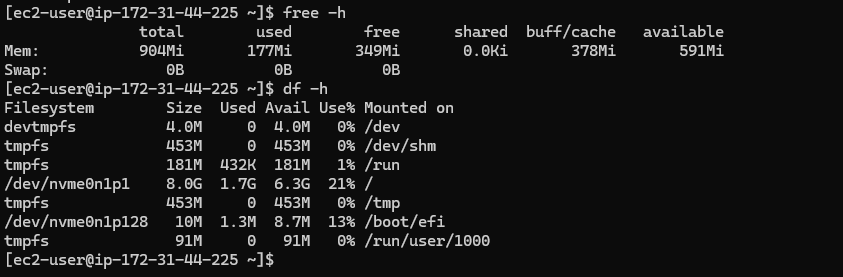 [ec2-user@ip-172-31-44-225 ~]$ free -h
               total        used        free      shared  buff/cache   available
Mem:           904Mi       177Mi       349Mi       0.0Ki       378Mi       591Mi
Swap:             0B          0B          0B
[ec2-user@ip-172-31-44-225 ~]$ df -h
Filesystem        Size  Used Avail Use% Mounted on
devtmpfs          4.0M     0  4.0M   0% /dev
tmpfs             453M     0  453M   0% /dev/shm
tmpfs             181M  432K  181M   1% /run
/dev/nvme0n1p1    8.0G  1.7G  6.3G  21% /
tmpfs             453M     0  453M   0% /tmp
/dev/nvme0n1p128   10M  1.3M  8.7M  13% /boot/efi
tmpfs              91M     0   91M   0% /run/user/1000
[ec2-user@ip-172-31-44-225 ~]$